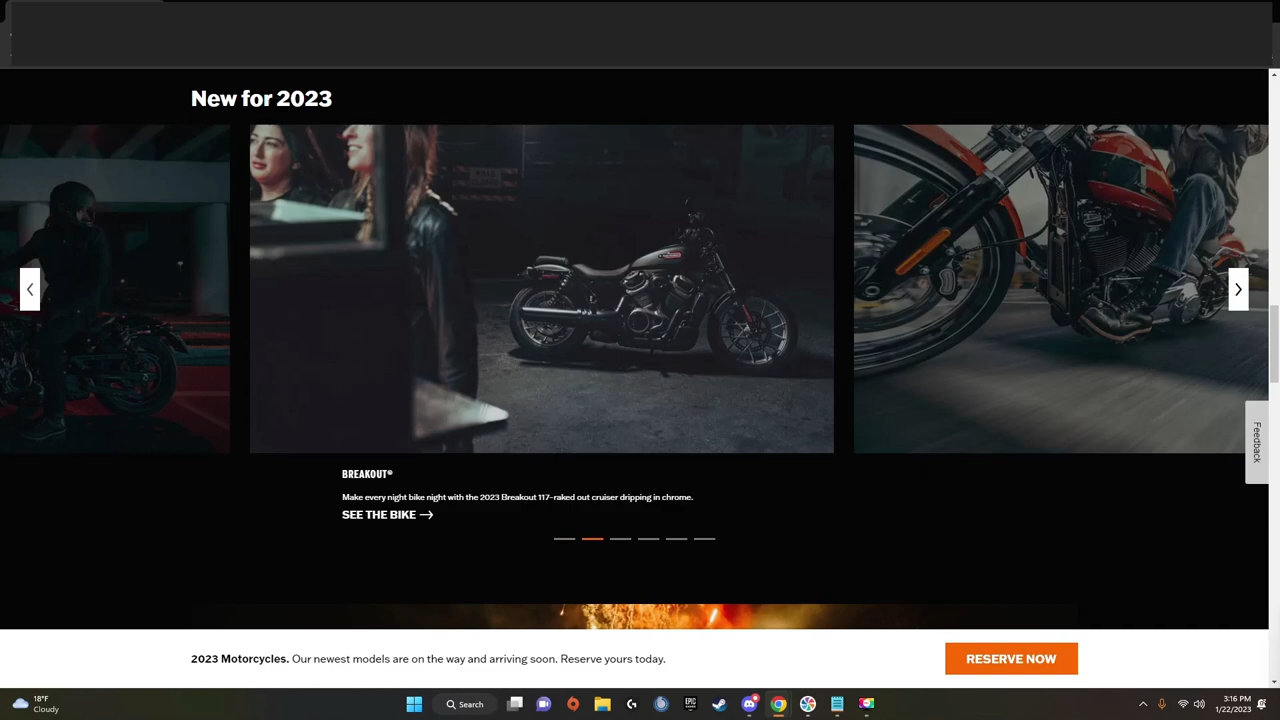 New for 2023
BREAKOUT®
Make every night bike night with the 2023 Breakout 117–raked out cruiser dripping in chrome.
SEE THE BIKE
Feedback
2023 Motorcycles. Our newest models are on the way and arriving soon. Reserve yours today.
RESERVE NOW
18°F
Cloudy
Search
EPIC
GAMES
3:16 PM
1/22/2023